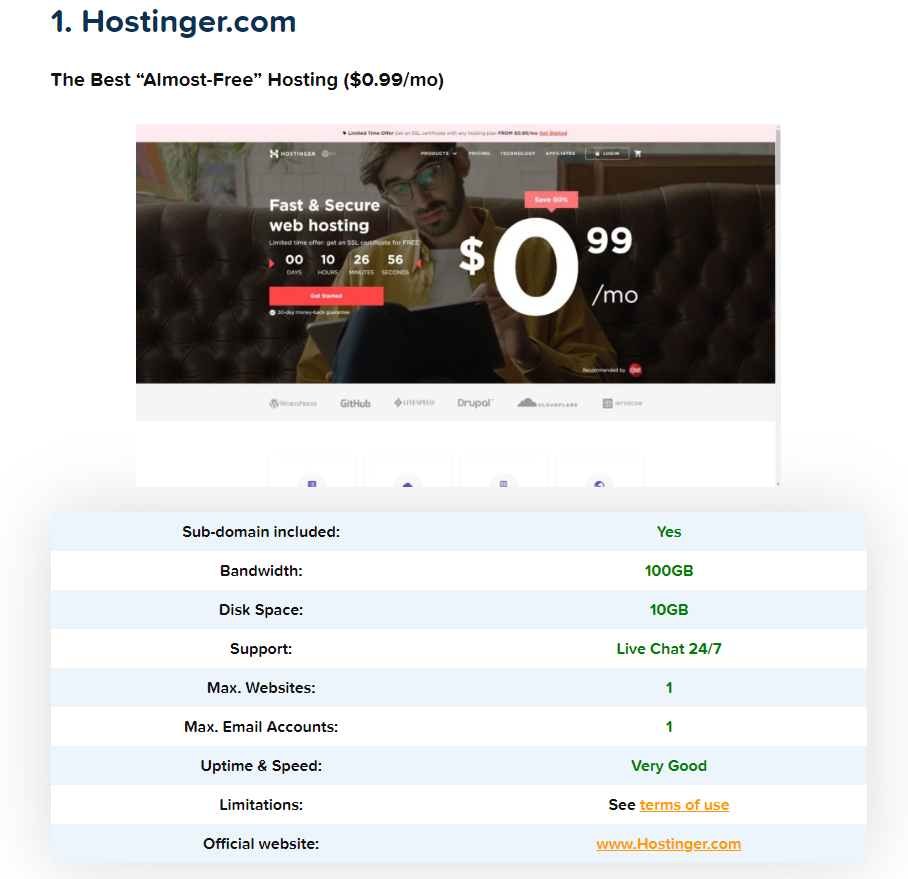 1. Hostinger.com
The Best “Almost-Free” Hosting ($0.99/mo)
Limited Time Offer Get an SSL certificate with any hosting plan FROM $0.99/mo Get Started
HOSTINGER
PRODUCTS PRICING TECHNOLOGY AFFILIATES LOGIN
Fast & Secure
web hosting
Limited time offer: get an SSL certificate for FREE
00 10 26 56
DAYS HOURS MINUTES SECONDS
Get Started
30-day money-back guarantee
Save 90%
$0.99
/mo
Recommended by
WORDPRESS GitHub LITESPEED Drupal™ CLOUDFLARE INTERCOM
Sub-domain included: Yes
Bandwidth: 100GB
Disk Space: 10GB
Support: Live Chat 24/7
Max. Websites: 1
Max. Email Accounts: 1
Uptime & Speed: Very Good
Limitations: See terms of use
Official website: www.Hostinger.com